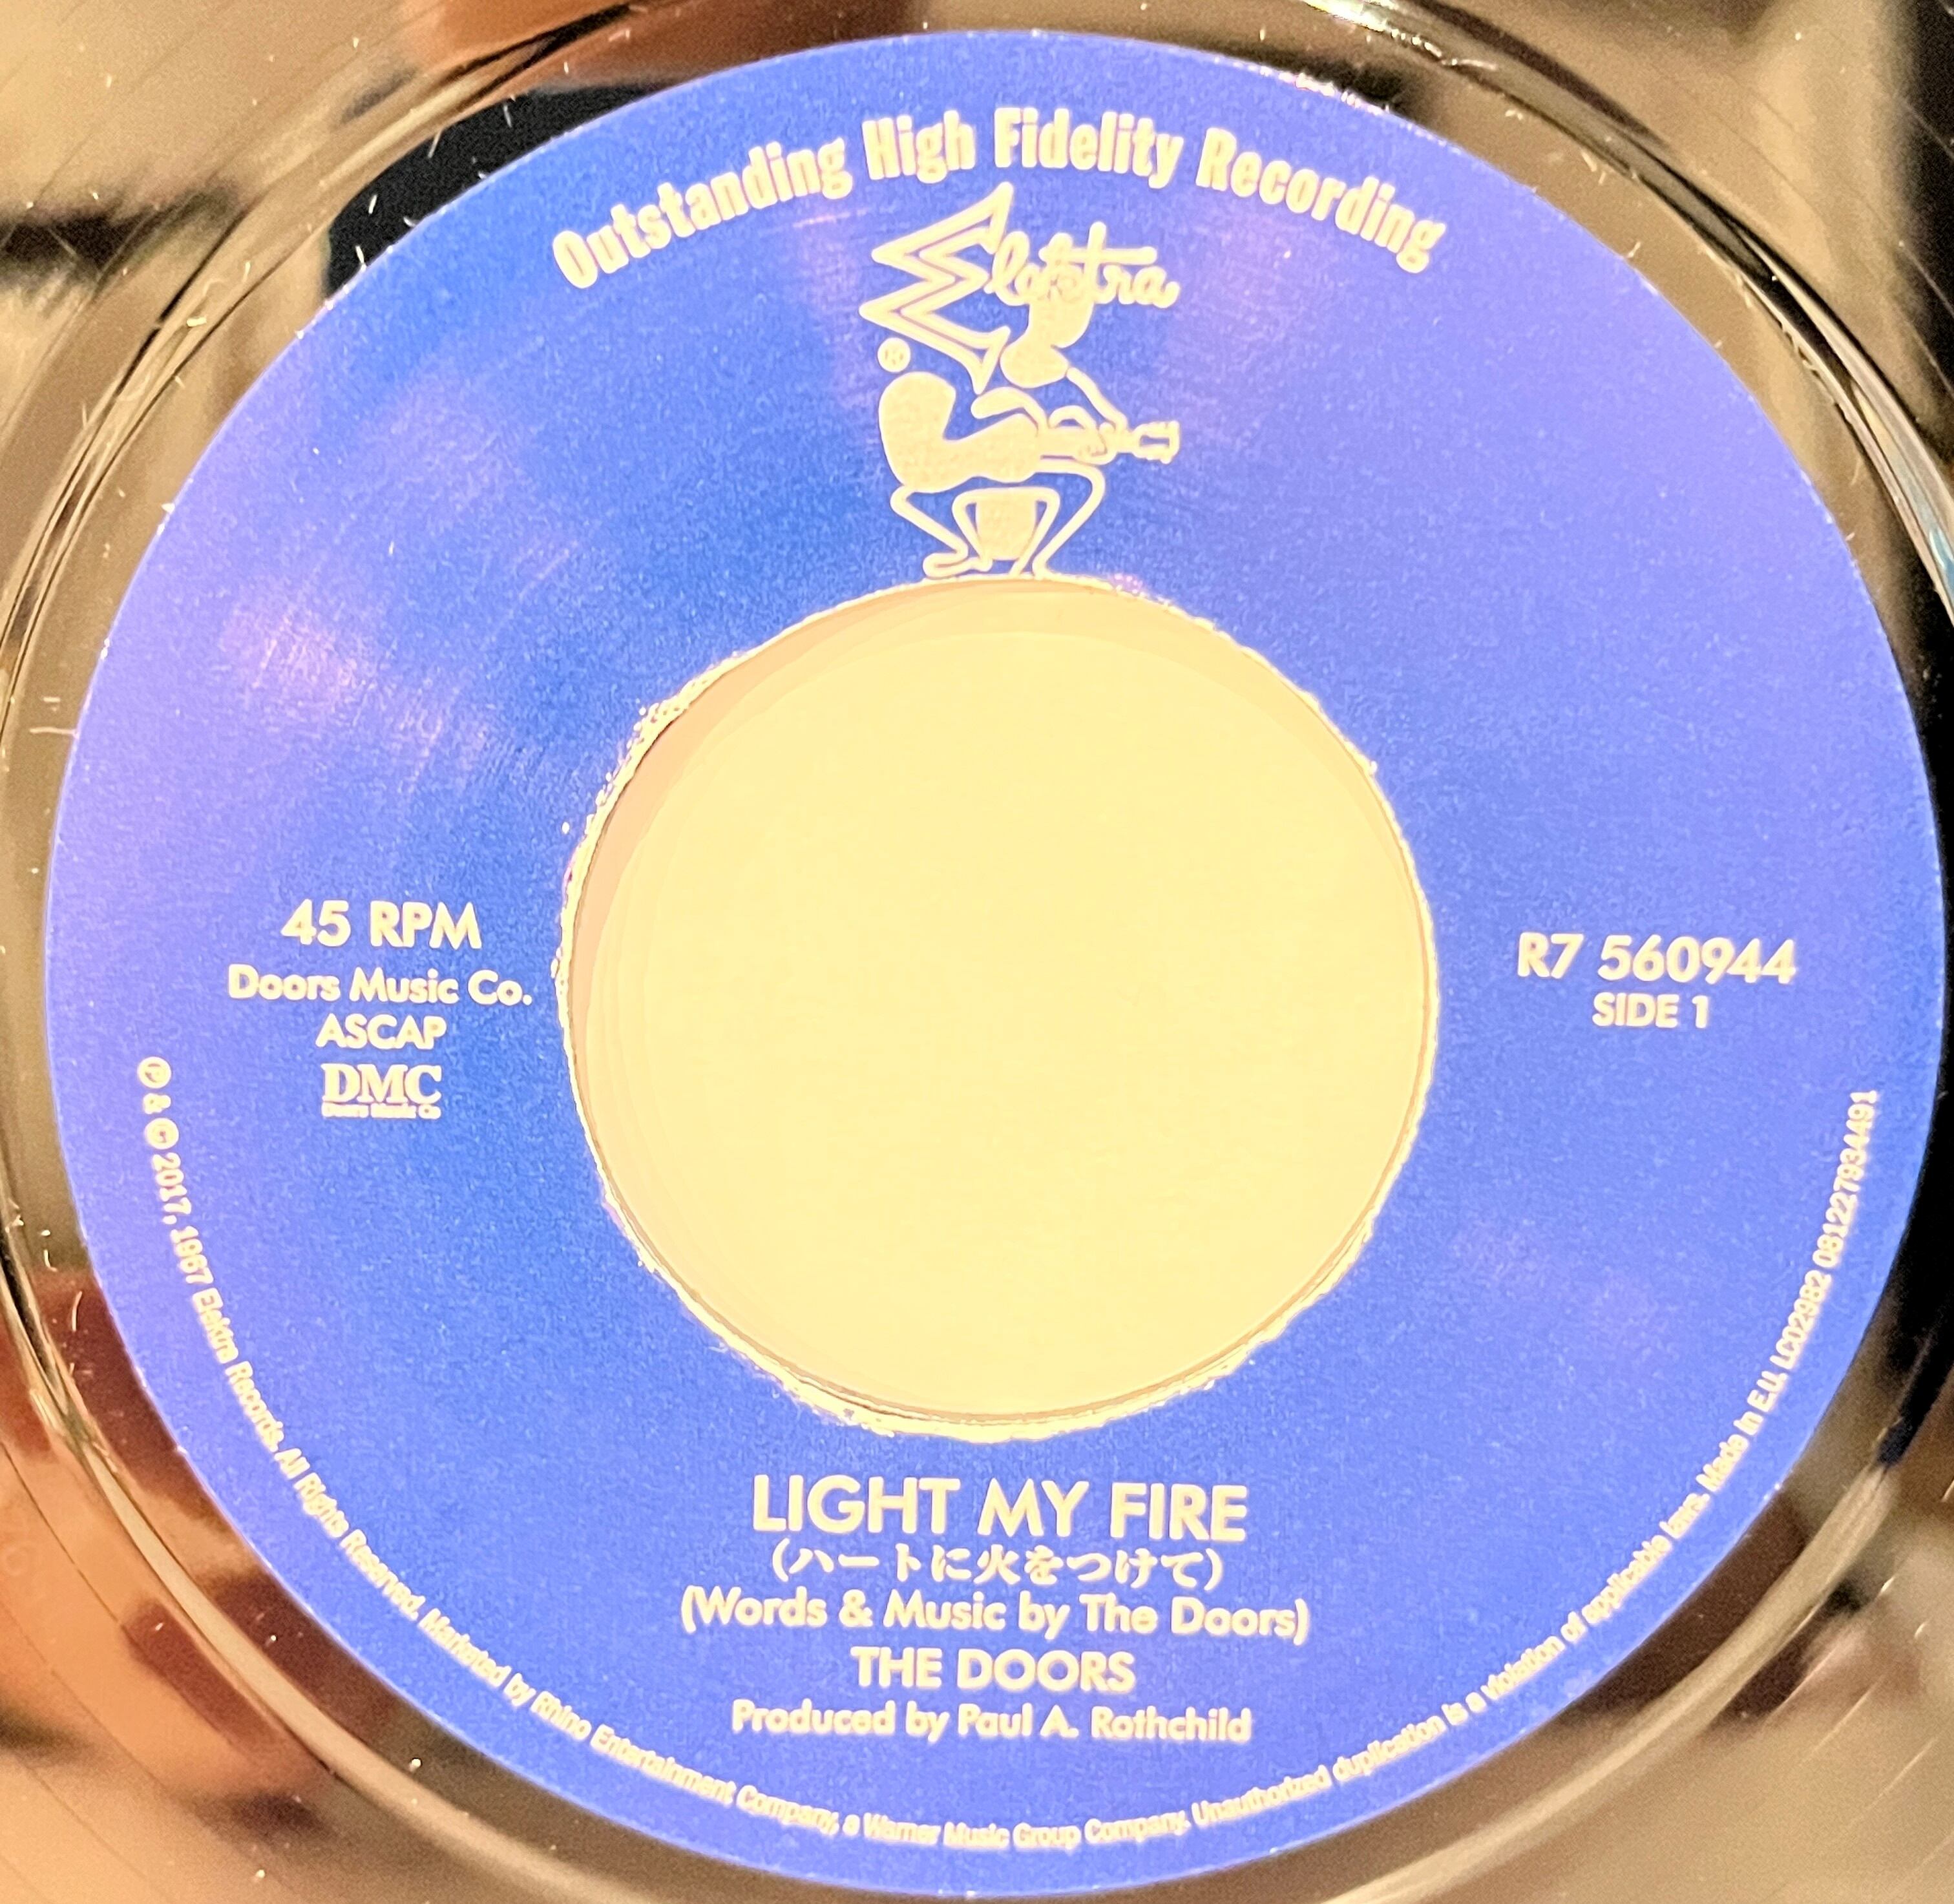 Outstanding High Fidelity Recording
Elektra
®
45 RPM
Doors Music Co.
ASCAP
DMC
Doors Music Co
R7 560944
SIDE 1
LIGHT MY FIRE
(ハートに火をつけて)
(Words & Music by The Doors)
THE DOORS
Produced by Paul A. Rothchild
℗ & © 2017, 1967 Elektra Records. All Rights Reserved. Marketed by Rhino Entertainment Company, a Warner Music Group Company. Unauthorized duplication is a violation of applicable laws. Made in E.U. LC02982 081227934491